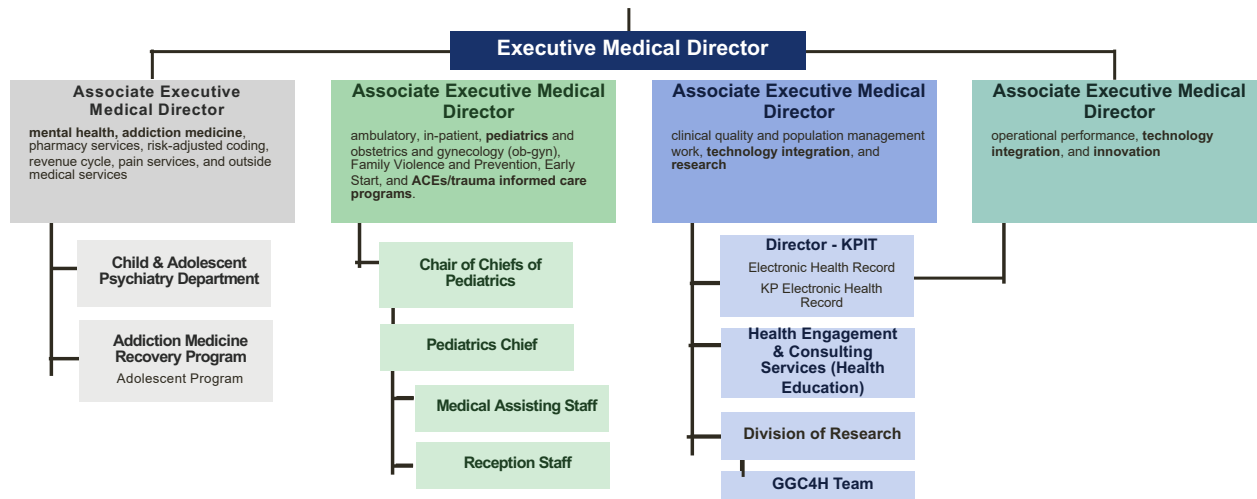 Executive Medical Director
Associate Executive
Medical Director
mental health, addiction medicine,
pharmacy services, risk-adjusted coding,
revenue cycle, pain services, and outside
medical services
Child & Adolescent
Psychiatry Department
Addiction Medicine
Recovery Program
Adolescent Program
Associate Executive Medical
Director
ambulatory, in-patient, pediatrics and
obstetrics and gynecology (ob-gyn),
Family Violence and Prevention, Early
Start, and ACEs/trauma informed care
programs.
Chair of Chiefs of
Pediatrics
Pediatrics Chief
Medical Assisting Staff
Reception Staff
Associate Executive Medical
Director
clinical quality and population management
work, technology integration, and
research
Director - KPIT
Electronic Health Record
KP Electronic Health
Record
Health Engagement
& Consulting
Services (Health
Education)
Division of Research
GGC4H Team
Associate Executive Medical
Director
operational performance, technology
integration, and innovation